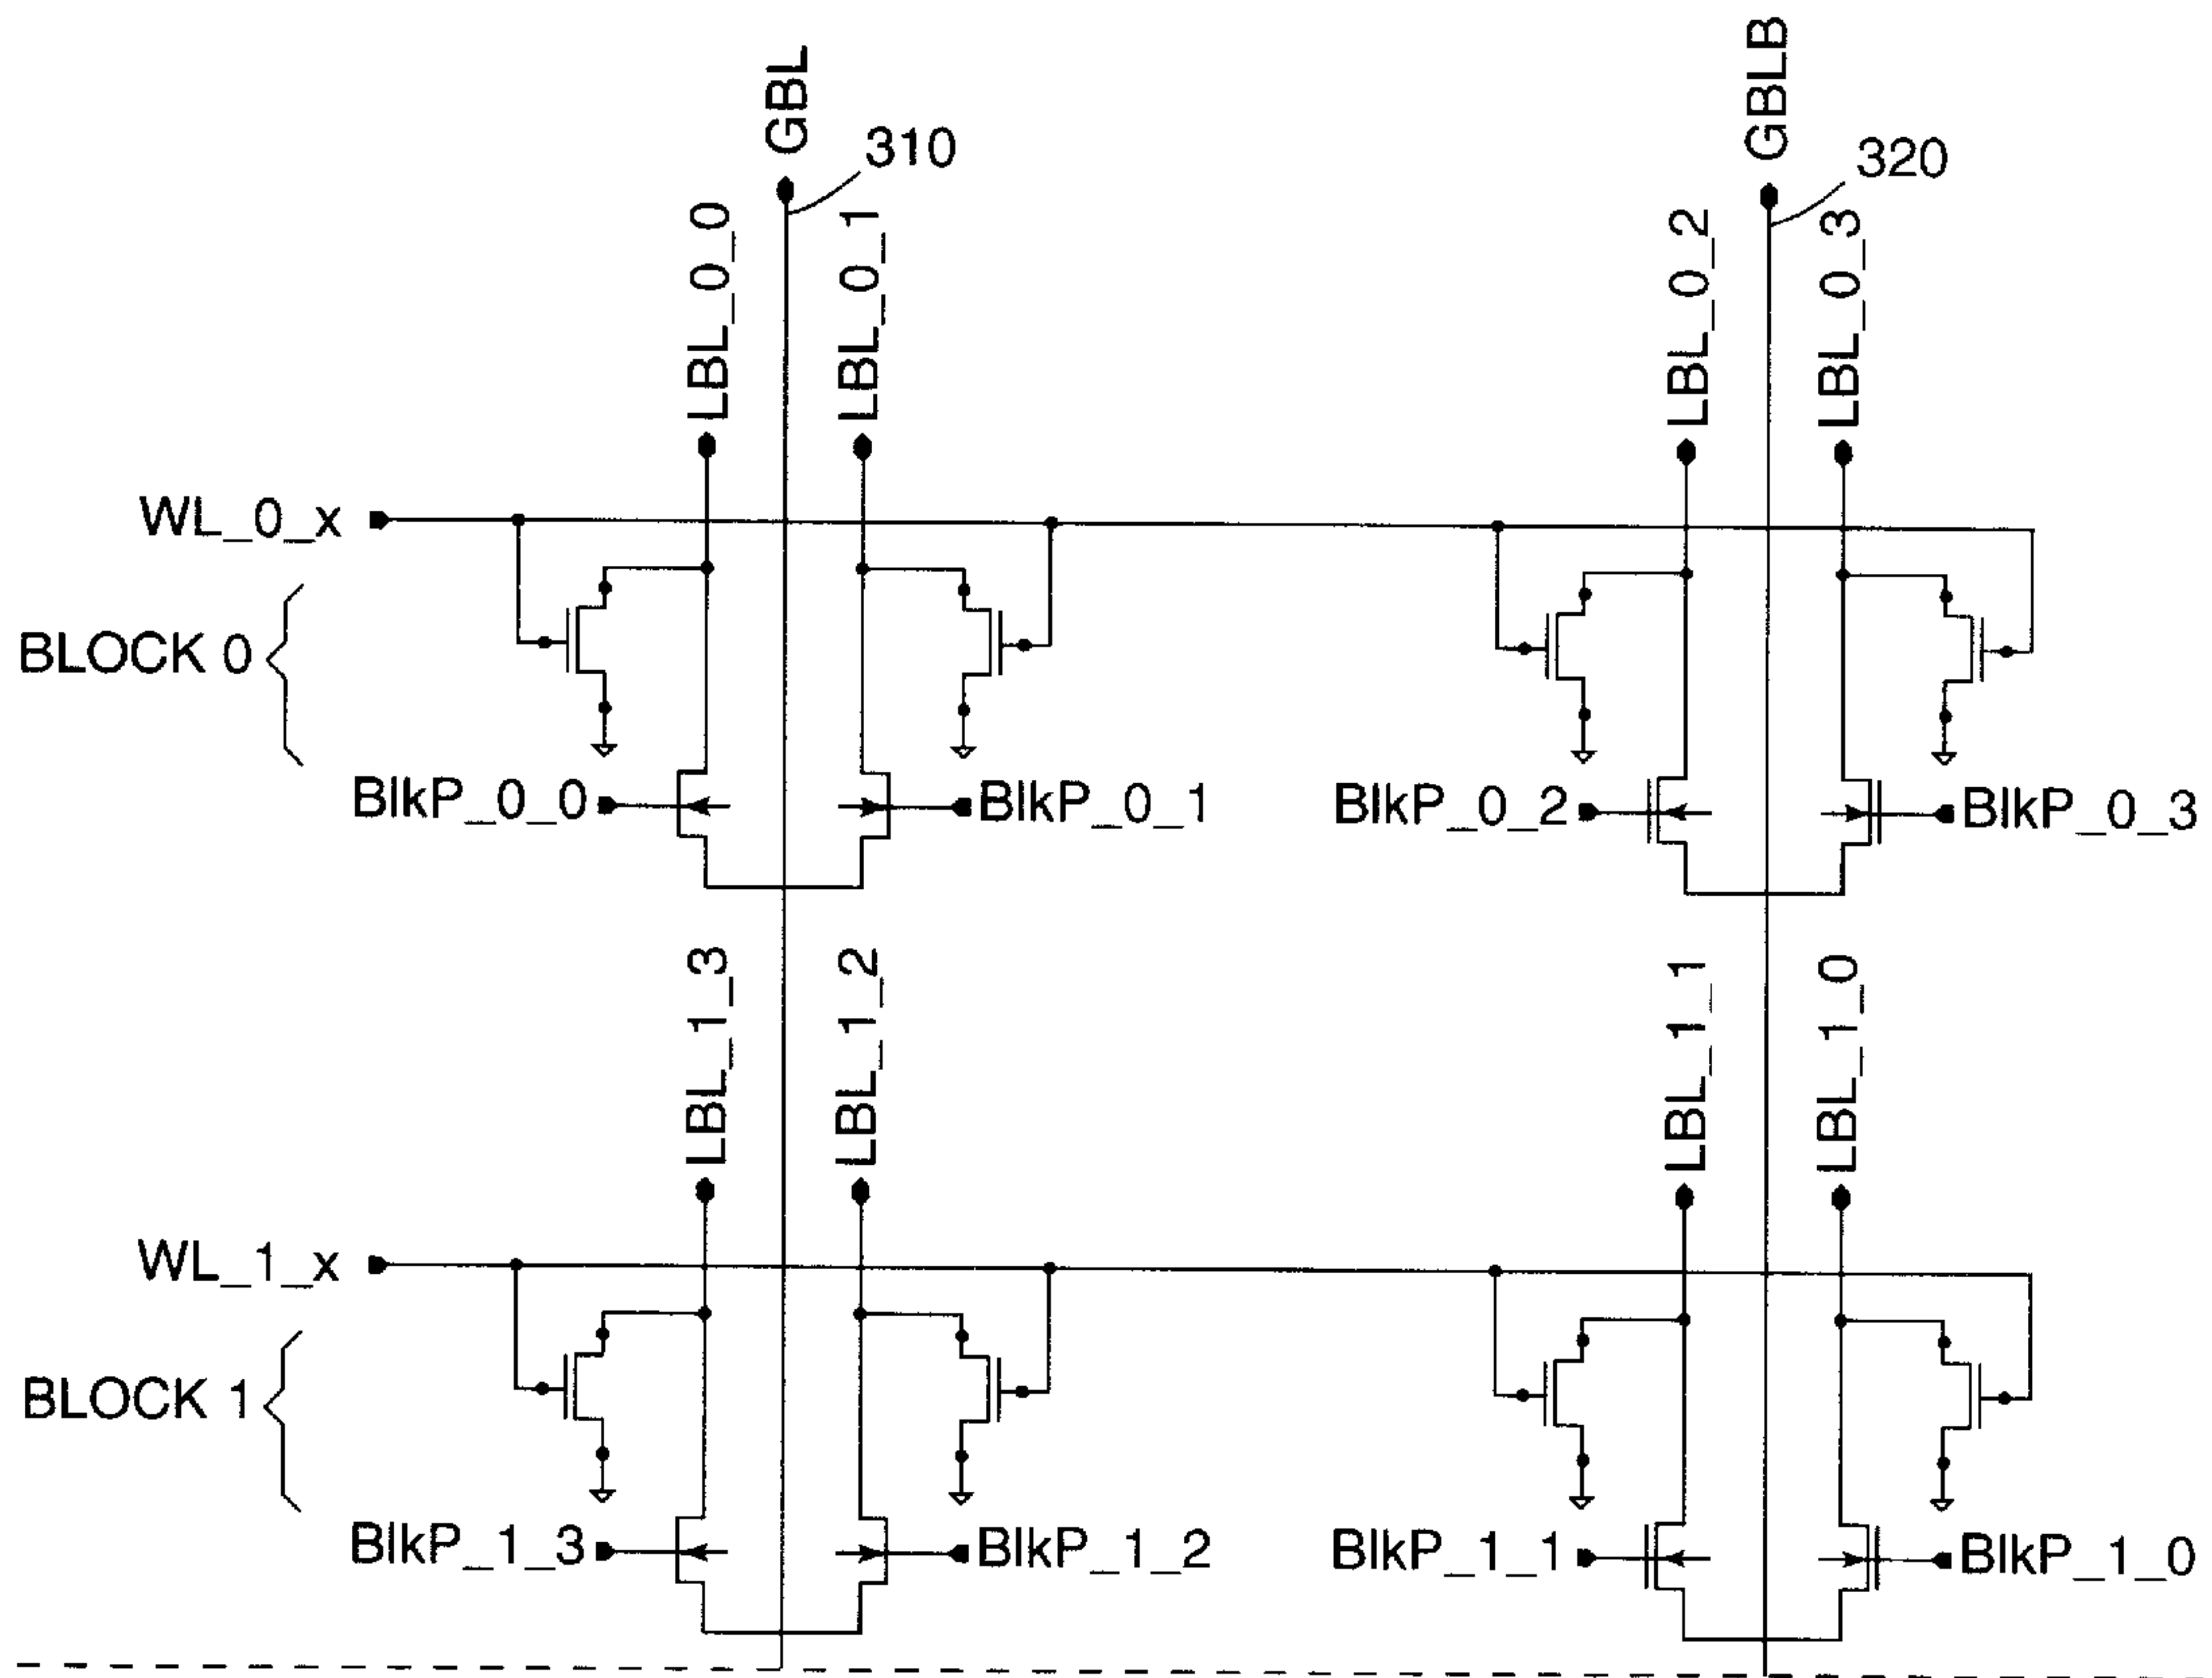 GBL
GBLB
310
320
LBL_0_0
LBL_0_1
LBL_0_2
LBL_0_3
WL_0_x
BLOCK 0
BlkP_0_0
BlkP_0_1
BlkP_0_2
BlkP_0_3
LBL_1_3
LBL_1_2
LBL_1_1
LBL_1_0
WL_1_x
BLOCK 1
BlkP_1_3
BlkP_1_2
BlkP_1_1
BlkP_1_0